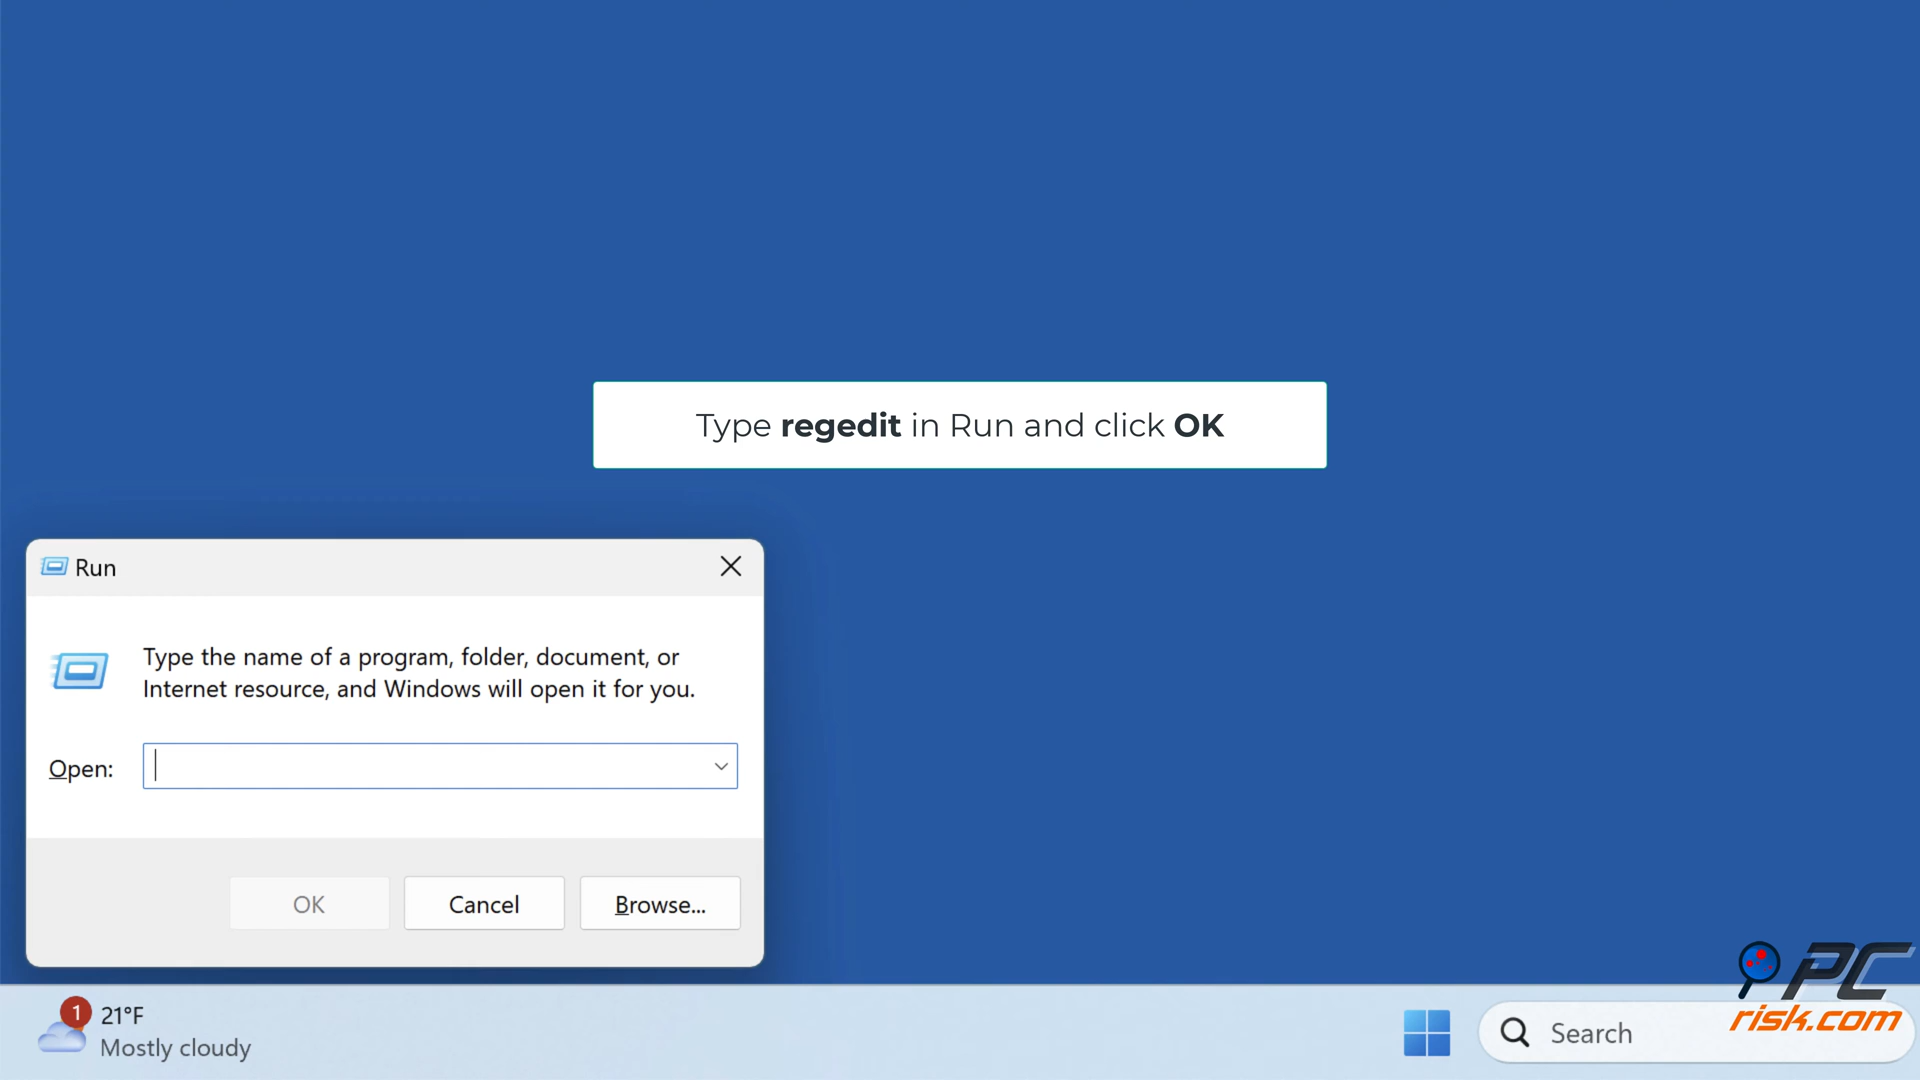 Type regedit in Run and click OK
Run
Type the name of a program, folder, document, or
Internet resource, and Windows will open it for you.
Open:
OK
Cancel
Browse...
1
21°F
Mostly cloudy
Search
PC
risk.com